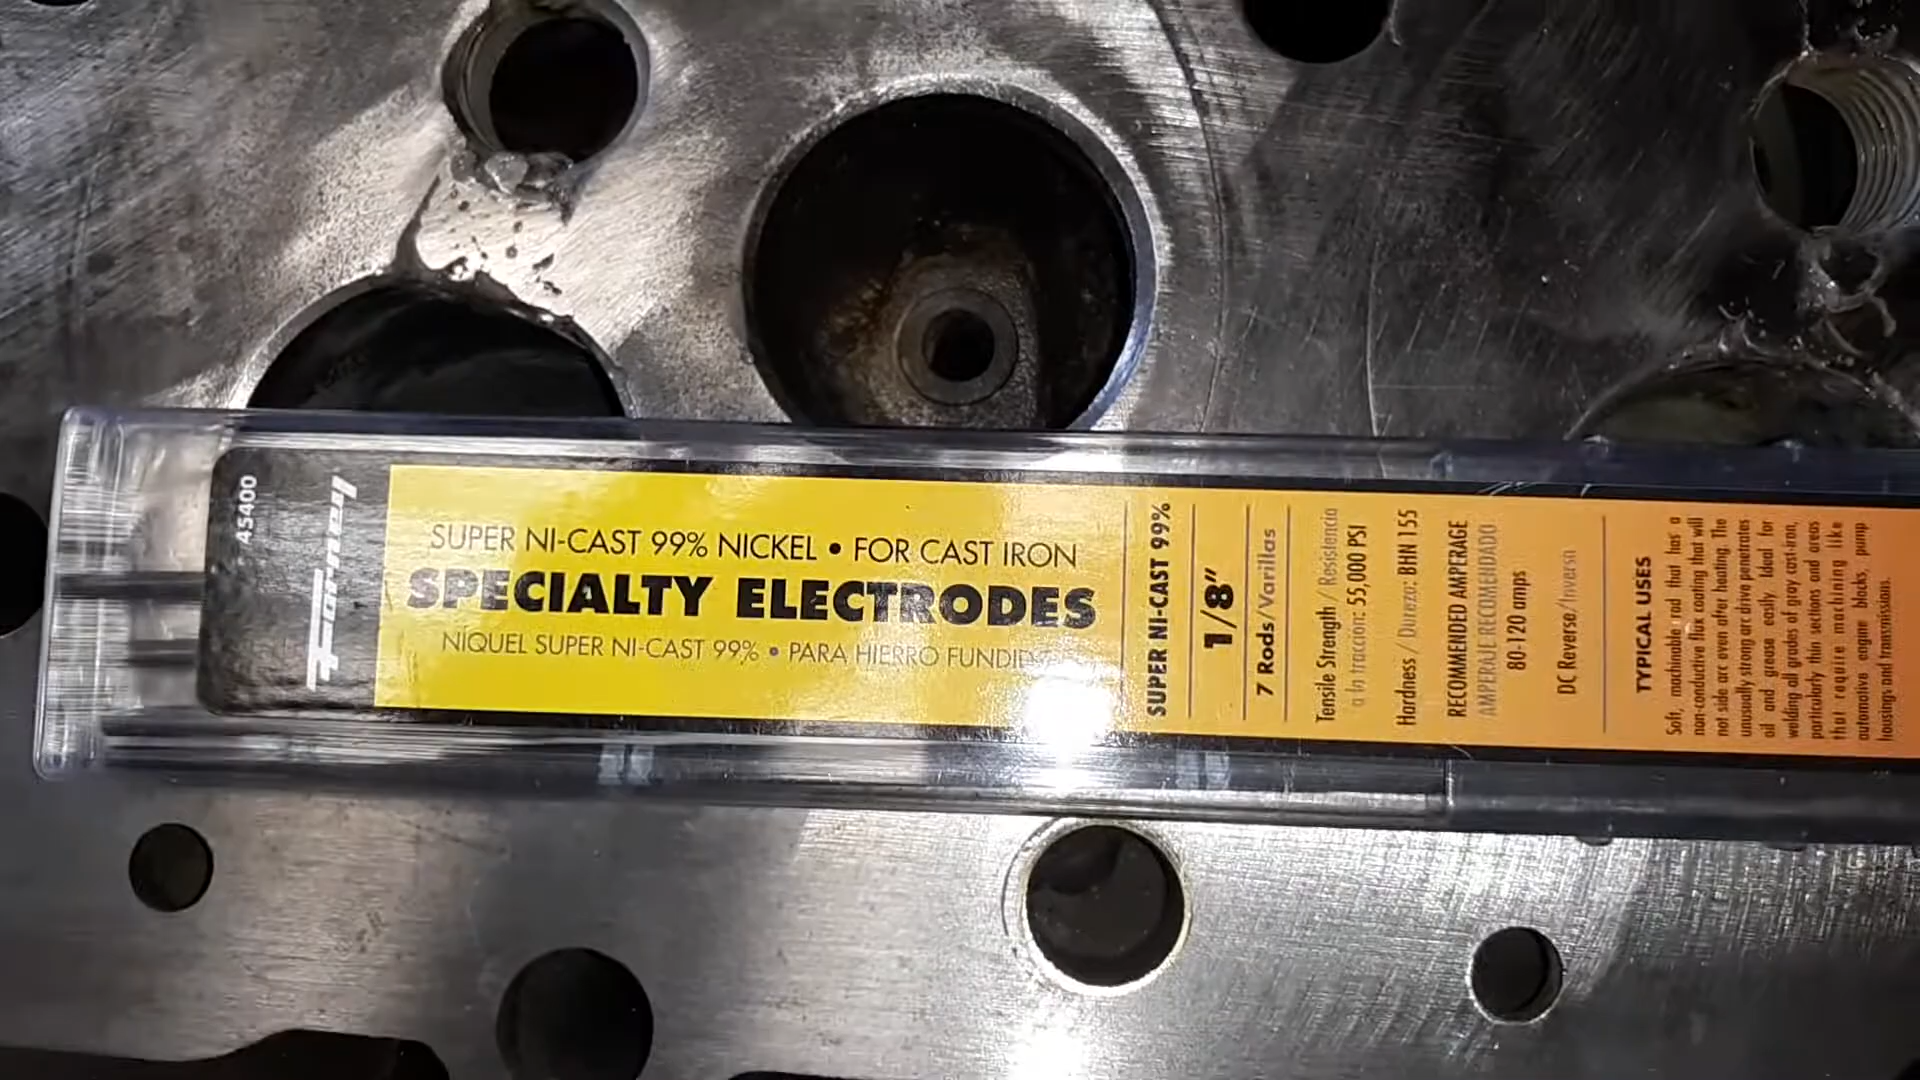 45400
Forney
SUPER NI-CAST 99% NICKEL • FOR CAST IRON
SPECIALTY ELECTRODES
NÍQUEL SUPER NI-CAST 99% • PARA HIERRO FUNDIDO
SUPER NI-CAST 99%
1/8"
7 Rods/Varillas
Tensile Strength / Resistencia
a la traccion: 55,000 PSI
Hardness / Dureza: BHN 155
RECOMMENDED AMPERAGE
AMPERAJE RECOMENDADO
80-120 amps
DC Reverse/Inversa
TYPICAL USES
Soft, machinable rod that has a
non-conductive flux coating that will
not side arc even after heating. The
unusually strong arc drive penetrates
oil and grease easily. Ideal for
welding all grades of gray cast-iron,
particularly thin sections and areas
that require machining like
automotive engine blocks, pump
housings and transmissions.